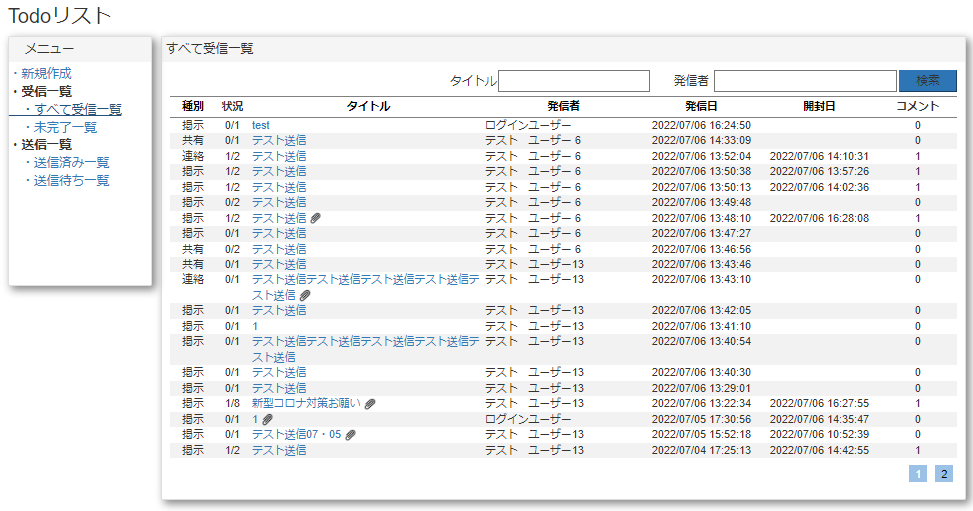 Todoリスト
メニュー
・新規作成
・受信一覧
・すべて受信一覧
・未完了一覧
・送信一覧
・送信済み一覧
・送信待ち一覧
すべて受信一覧
タイトル 発信者 検索
種別 状況 タイトル 発信者 発信日 開封日 コメント
掲示 0/1 test ログインユーザー 2022/07/06 16:24:50 0
共有 0/1 テスト送信 テスト ユーザー 6 2022/07/06 14:33:09 0
連絡 1/2 テスト送信 テスト ユーザー 6 2022/07/06 13:52:04 2022/07/06 14:10:31 1
掲示 1/2 テスト送信 テスト ユーザー 6 2022/07/06 13:50:38 2022/07/06 13:57:26 1
掲示 1/2 テスト送信 テスト ユーザー 6 2022/07/06 13:50:13 2022/07/06 14:02:36 1
掲示 0/2 テスト送信 テスト ユーザー 6 2022/07/06 13:49:48 0
掲示 1/2 テスト送信 テスト ユーザー 6 2022/07/06 13:48:10 2022/07/06 16:28:08 1
掲示 0/1 テスト送信 テスト ユーザー 6 2022/07/06 13:47:27 0
共有 0/2 テスト送信 テスト ユーザー 6 2022/07/06 13:46:56 0
共有 0/1 テスト送信 テスト ユーザー13 2022/07/06 13:43:46 0
連絡 0/1 テスト送信テスト送信テスト送信テスト送信テ テスト ユーザー13 2022/07/06 13:43:10 0
スト送信
掲示 0/1 テスト送信 テスト ユーザー13 2022/07/06 13:42:05 0
掲示 0/1 1 テスト ユーザー13 2022/07/06 13:41:10 0
掲示 0/1 テスト送信テスト送信テスト送信テスト送信テ テスト ユーザー13 2022/07/06 13:40:54 0
スト送信
掲示 0/1 テスト送信 テスト ユーザー13 2022/07/06 13:40:30 0
掲示 0/1 テスト送信 テスト ユーザー13 2022/07/06 13:29:01 0
掲示 1/8 新型コロナ対策お願い テスト ユーザー13 2022/07/06 13:22:34 2022/07/06 16:27:55 1
掲示 0/1 1 ログインユーザー 2022/07/05 17:30:56 2022/07/06 14:35:47 0
掲示 0/1 テスト送信07・05 テスト ユーザー13 2022/07/05 15:52:18 2022/07/06 10:52:39 0
掲示 1/2 テスト送信 テスト ユーザー13 2022/07/04 17:25:13 2022/07/06 14:42:55 1
1 2